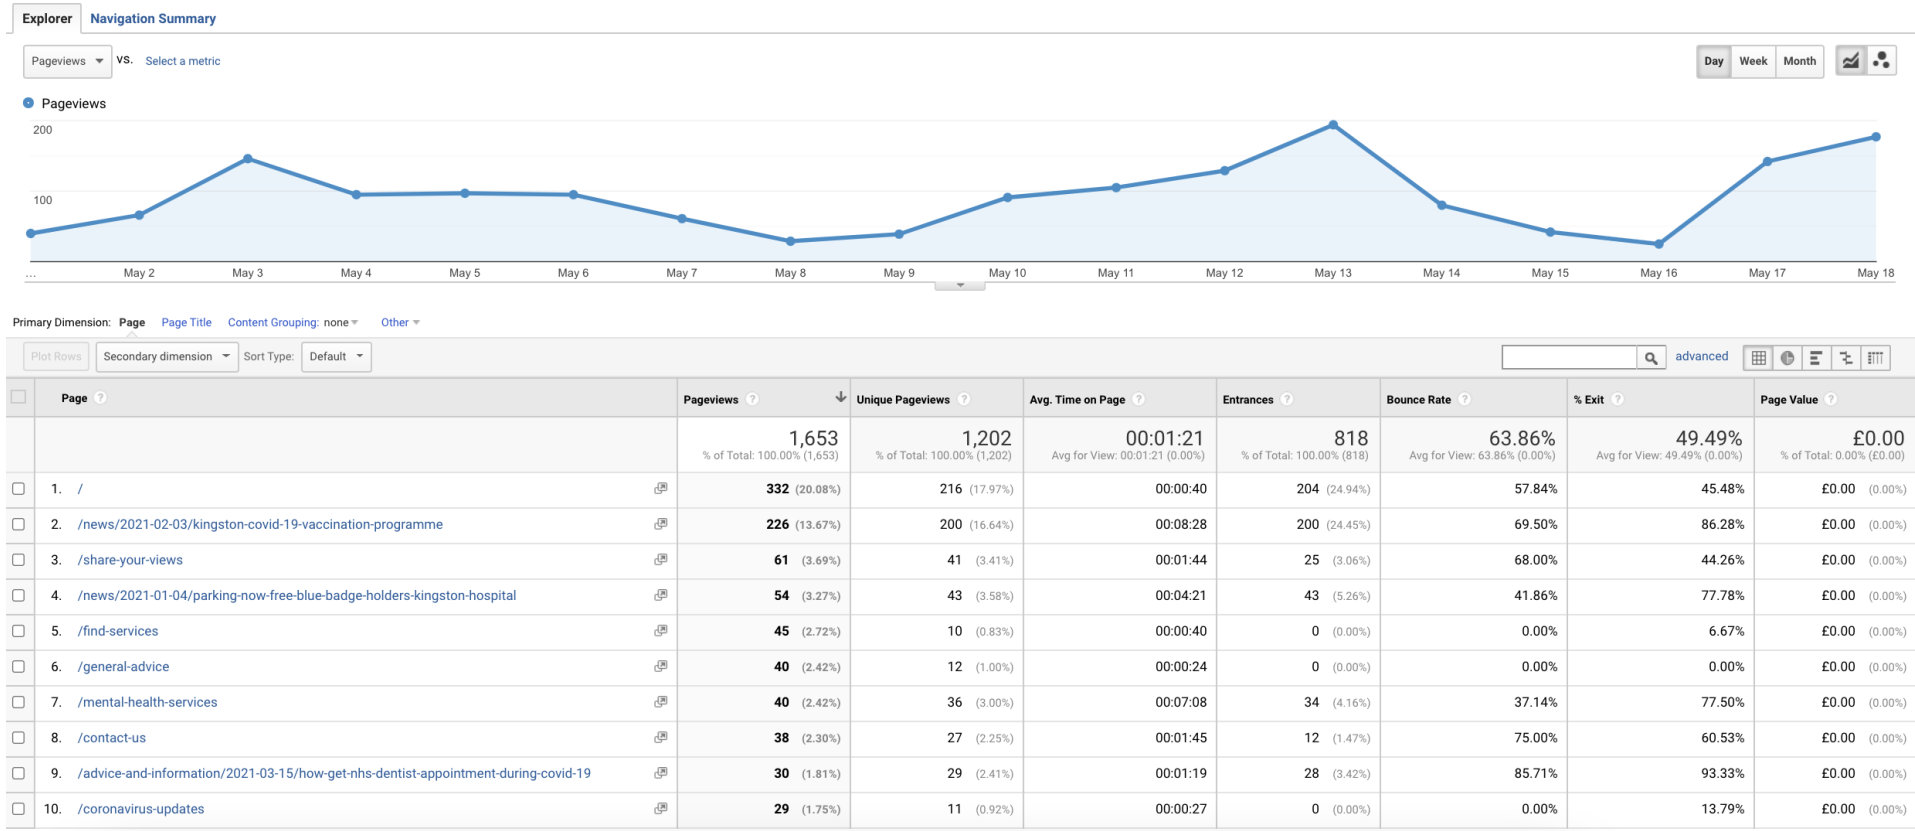 Explorer Navigation Summary
Pageviews vs. Select a metric Day Week Month
Pageviews
200
100
... May 2 May 3 May 4 May 5 May 6 May 7 May 8 May 9 May 10 May 11 May 12 May 13 May 14 May 15 May 16 May 17 May 18
Primary Dimension: Page Page Title Content Grouping: none Other
Plot Rows Secondary dimension Sort Type: Default advanced
Page ? Pageviews ? Unique Pageviews ? Avg. Time on Page ? Entrances ? Bounce Rate ? % Exit ? Page Value ?
1,653 1,202 00:01:21 818 63.86% 49.49% £0.00
% of Total: 100.00% (1,653) % of Total: 100.00% (1,202) Avg for View: 00:01:21 (0.00%) % of Total: 100.00% (818) Avg for View: 63.86% (0.00%) Avg for View: 49.49% (0.00%) % of Total: 0.00% (£0.00)
1. / 332 (20.08%) 216 (17.97%) 00:00:40 204 (24.94%) 57.84% 45.48% £0.00 (0.00%)
2. /news/2021-02-03/kingston-covid-19-vaccination-programme 226 (13.67%) 200 (16.64%) 00:08:28 200 (24.45%) 69.50% 86.28% £0.00 (0.00%)
3. /share-your-views 61 (3.69%) 41 (3.41%) 00:01:44 25 (3.06%) 68.00% 44.26% £0.00 (0.00%)
4. /news/2021-01-04/parking-now-free-blue-badge-holders-kingston-hospital 54 (3.27%) 43 (3.58%) 00:04:21 43 (5.26%) 41.86% 77.78% £0.00 (0.00%)
5. /find-services 45 (2.72%) 10 (0.83%) 00:00:40 0 (0.00%) 0.00% 6.67% £0.00 (0.00%)
6. /general-advice 40 (2.42%) 12 (1.00%) 00:00:24 0 (0.00%) 0.00% 0.00% £0.00 (0.00%)
7. /mental-health-services 40 (2.42%) 36 (3.00%) 00:07:08 34 (4.16%) 37.14% 77.50% £0.00 (0.00%)
8. /contact-us 38 (2.30%) 27 (2.25%) 00:01:45 12 (1.47%) 75.00% 60.53% £0.00 (0.00%)
9. /advice-and-information/2021-03-15/how-get-nhs-dentist-appointment-during-covid-19 30 (1.81%) 29 (2.41%) 00:01:19 28 (3.42%) 85.71% 93.33% £0.00 (0.00%)
10. /coronavirus-updates 29 (1.75%) 11 (0.92%) 00:00:27 0 (0.00%) 0.00% 13.79% £0.00 (0.00%)